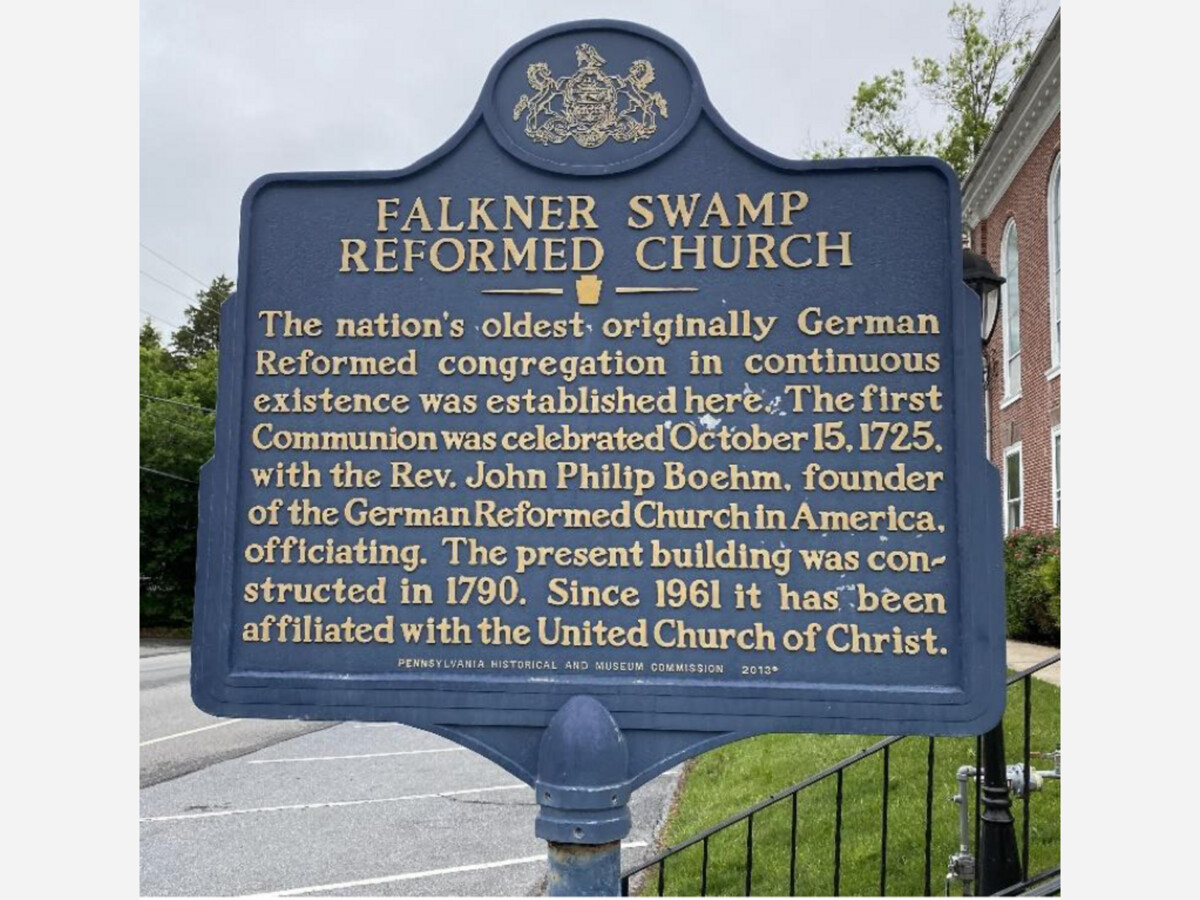 FALKNER SWAMP
REFORMED CHURCH
The nation's oldest originally German
Reformed congregation in continuous
existence was established here. The first
Communion was celebrated October 15, 1725,
with the Rev. John Philip Boehm, founder
of the German Reformed Church in America,
officiating. The present building was con-
structed in 1790. Since 1961 it has been
affiliated with the United Church of Christ.
PENNSYLVANIA HISTORICAL AND MUSEUM COMMISSION 2013